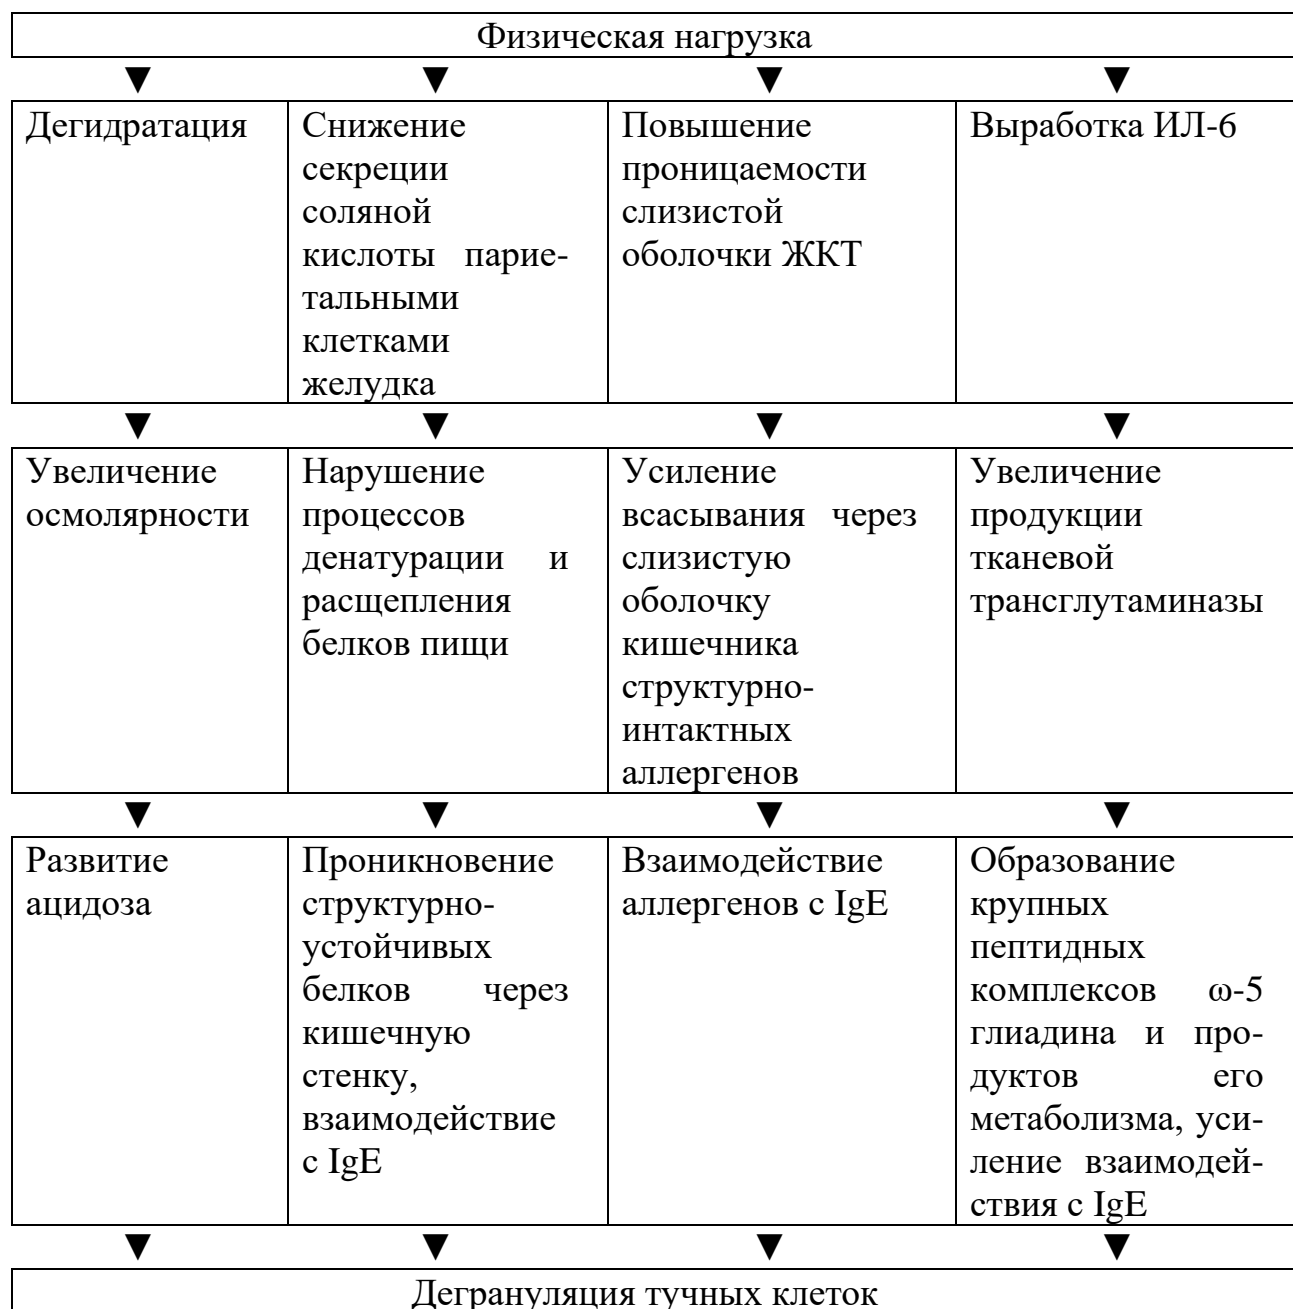 Физическая нагрузка
Дегидратация
Снижение
секреции
соляной
кислоты парие-
тальными
клетками
желудка
Повышение
проницаемости
слизистой
оболочки ЖКТ
Выработка ИЛ-6
Увеличение
осмолярности
Нарушение
процессов
денатурации и
расщепления
белков пищи
Усиление
всасывания через
слизистую
оболочку
кишечника
структурно-
интактных
аллергенов
Увеличение
продукции
тканевой
трансглутаминазы
Развитие
ацидоза
Проникновение
структурно-
устойчивых
белков через
кишечную
стенку,
взаимодействие
с IgE
Взаимодействие
аллергенов с IgE
Образование
крупных
пептидных
комплексов ω-5
глиадина и про-
дуктов его
метаболизма, уси-
ление взаимодей-
ствия с IgE
Дегрануляция тучных клеток